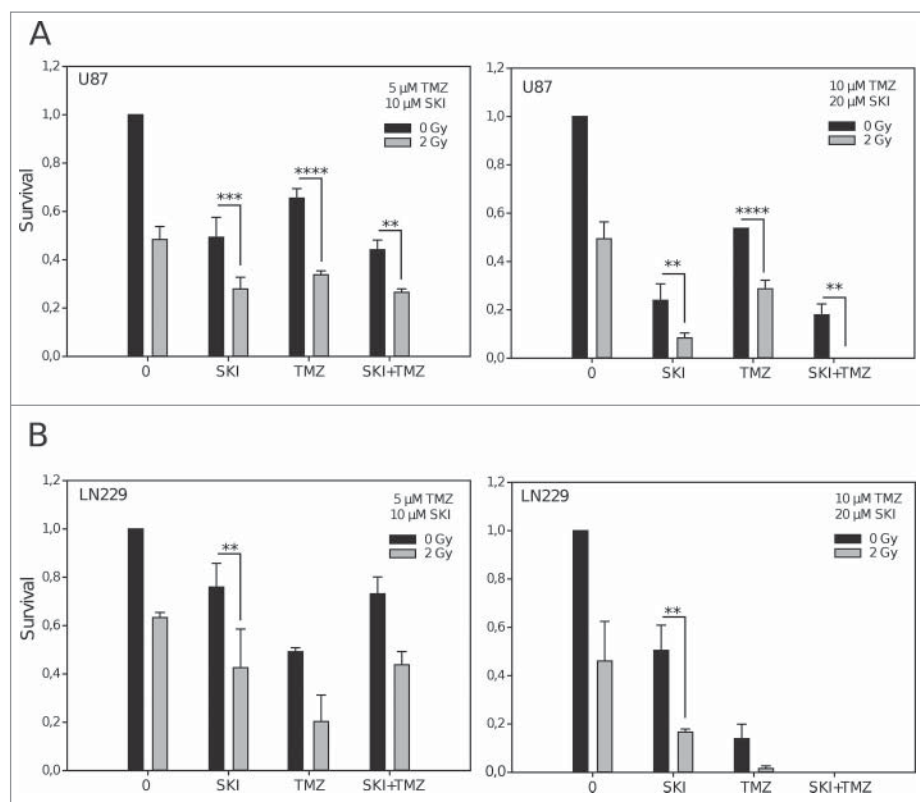 A
U87
5 µM TMZ
10 µM SKI
0 Gy
2 Gy
Survival
1,2
1,0
0,8
0,6
0,4
0,2
0,0
***
****
**
0 SKI TMZ SKI+TMZ
U87
10 µM TMZ
20 µM SKI
0 Gy
2 Gy
1,2
1,0
0,8
0,6
0,4
0,2
0,0
**
****
**
0 SKI TMZ SKI+TMZ
B
LN229
5 µM TMZ
10 µM SKI
0 Gy
2 Gy
Survival
1,2
1,0
0,8
0,6
0,4
0,2
0,0
**
0 SKI TMZ SKI+TMZ
LN229
10 µM TMZ
20 µM SKI
0 Gy
2 Gy
1,2
1,0
0,8
0,6
0,4
0,2
0,0
**
0 SKI TMZ SKI+TMZ